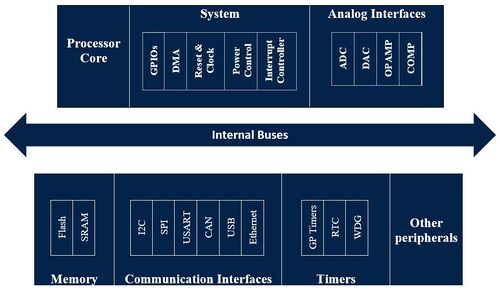 Processor
Core
System
GPIOs
DMA
Reset &
Clock
Power
Control
Interrupt
Controller
Analog Interfaces
ADC
DAC
OPAMP
COMP
Internal Buses
Flash
SRAM
Memory
I2C
SPI
USART
CAN
USB
Ethernet
Communication Interfaces
GP Timers
RTC
WDG
Timers
Other
peripherals